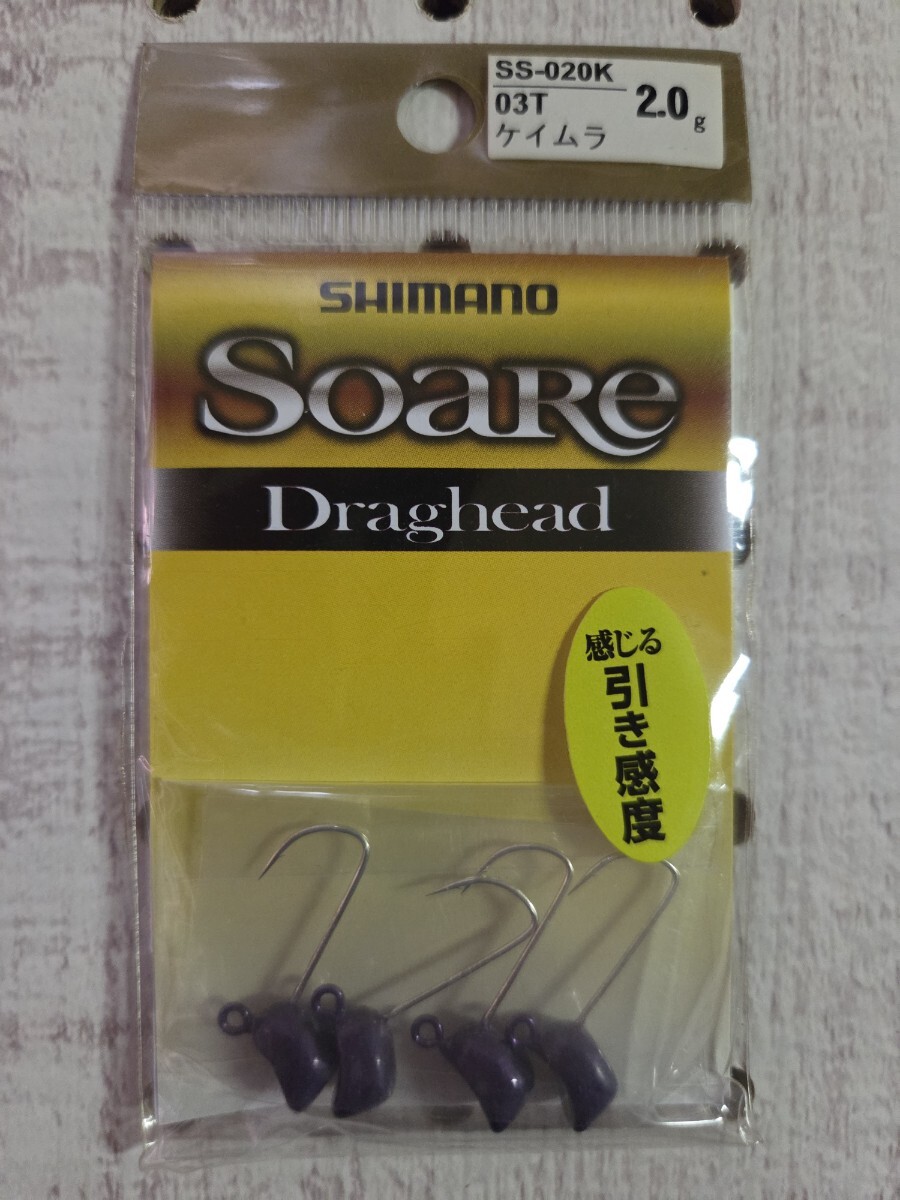 SS-020K
03T 2.0g
ケイムラ
SHIMANO
Soare
Draghead
感じる
引き感度